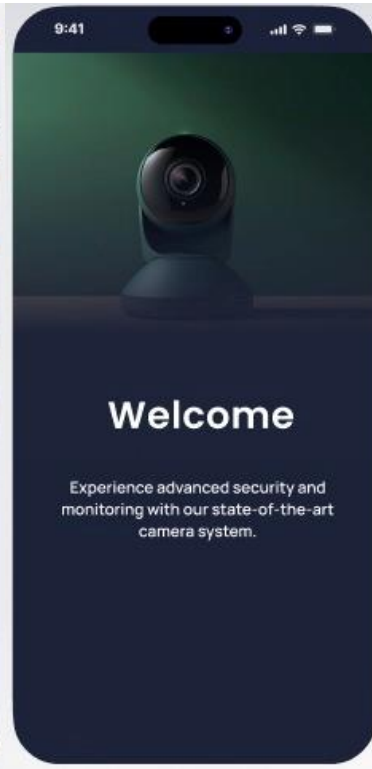 9:41
Welcome
Experience advanced security and
monitoring with our state-of-the-art
camera system.